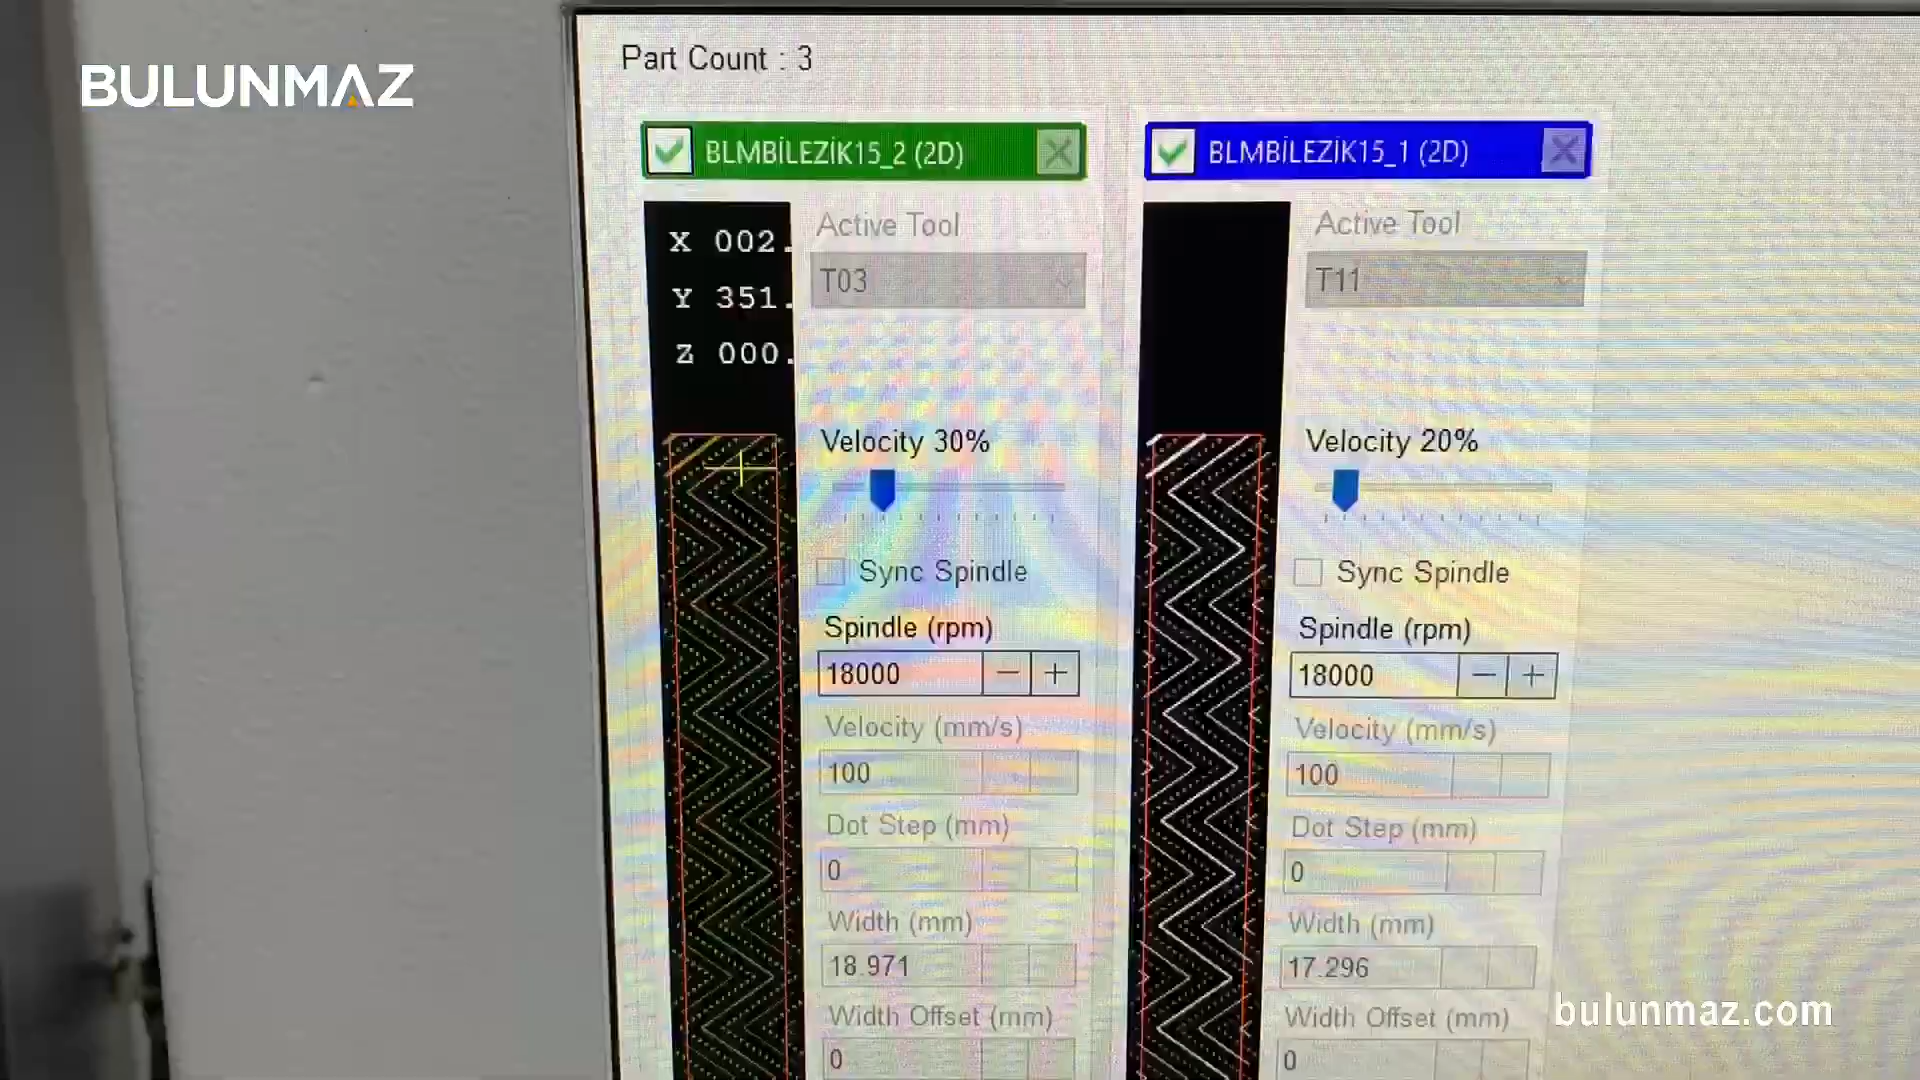 BULUNMAZ
Part Count : 3
BLMBİLEZİK15_2 (2D)
X 002.
Y 351.
Z 000.
Active Tool
T03
Velocity 30%
Sync Spindle
Spindle (rpm)
18000
Velocity (mm/s)
100
Dot Step (mm)
0
Width (mm)
18.971
Width Offset (mm)
0
BLMBİLEZİK15_1 (2D)
Active Tool
T11
Velocity 20%
Sync Spindle
Spindle (rpm)
18000
Velocity (mm/s)
100
Dot Step (mm)
0
Width (mm)
17.296
Width Offset (mm)
0
bulunmaz.com